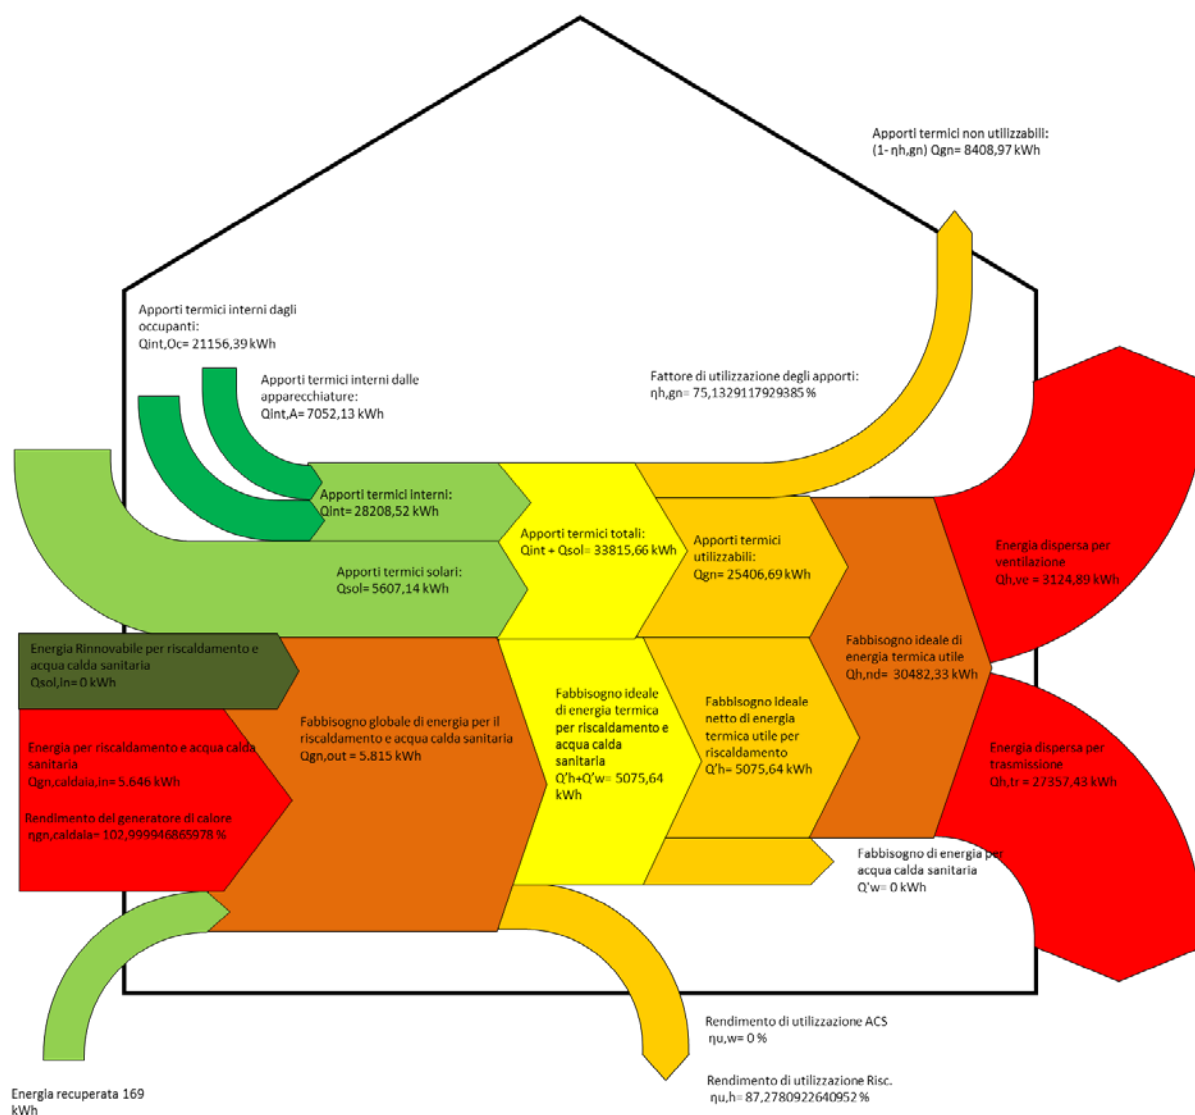 Apporti termici non utilizzabili:
(1- ηh,gn) Qgn= 8408,97 kWh
Apporti termici interni dagli
occupanti:
Qint,Oc= 21156,39 kWh
Apporti termici interni dalle
apparecchiature:
Qint,A= 7052,13 kWh
Fattore di utilizzazione degli apporti:
ηh,gn= 75,1329117929385 %
Apporti termici interni:
Qint= 28208,52 kWh
Apporti termici totali:
Qint + Qsol= 33815,66 kWh
Apporti termici
utilizzabili:
Qgn= 25406,69 kWh
Energia dispersa per
ventilazione
Qh,ve = 3124,89 kWh
Apporti termici solari:
Qsol= 5607,14 kWh
Energia Rinnovabile per riscaldamento e
acqua calda sanitaria
Qsol,in= 0 kWh
Fabbisogno ideale di
energia termica utile
Qh,nd= 30482,33 kWh
Fabbisogno globale di energia per il
riscaldamento e acqua calda sanitaria
Qgn,out = 5.815 kWh
Fabbisogno ideale
di energia termica
per riscaldamento e
acqua calda
sanitaria
Q'h+Q'w= 5075,64
kWh
Fabbisogno ideale
netto di energia
termica utile per
riscaldamento
Q'h= 5075,64 kWh
Energia per riscaldamento e acqua calda
sanitaria
Qgn,caldaia,in= 5.646 kWh
Rendimento del generatore di calore
ηgn,caldaia= 102,999946865978 %
Energia dispersa per
trasmissione
Qh,tr = 27357,43 kWh
Fabbisogno di energia per
acqua calda sanitaria
Q'w= 0 kWh
Rendimento di utilizzazione ACS
ηu,w= 0 %
Rendimento di utilizzazione Risc.
ηu,h= 87,2780922640952 %
Energia recuperata 169
kWh